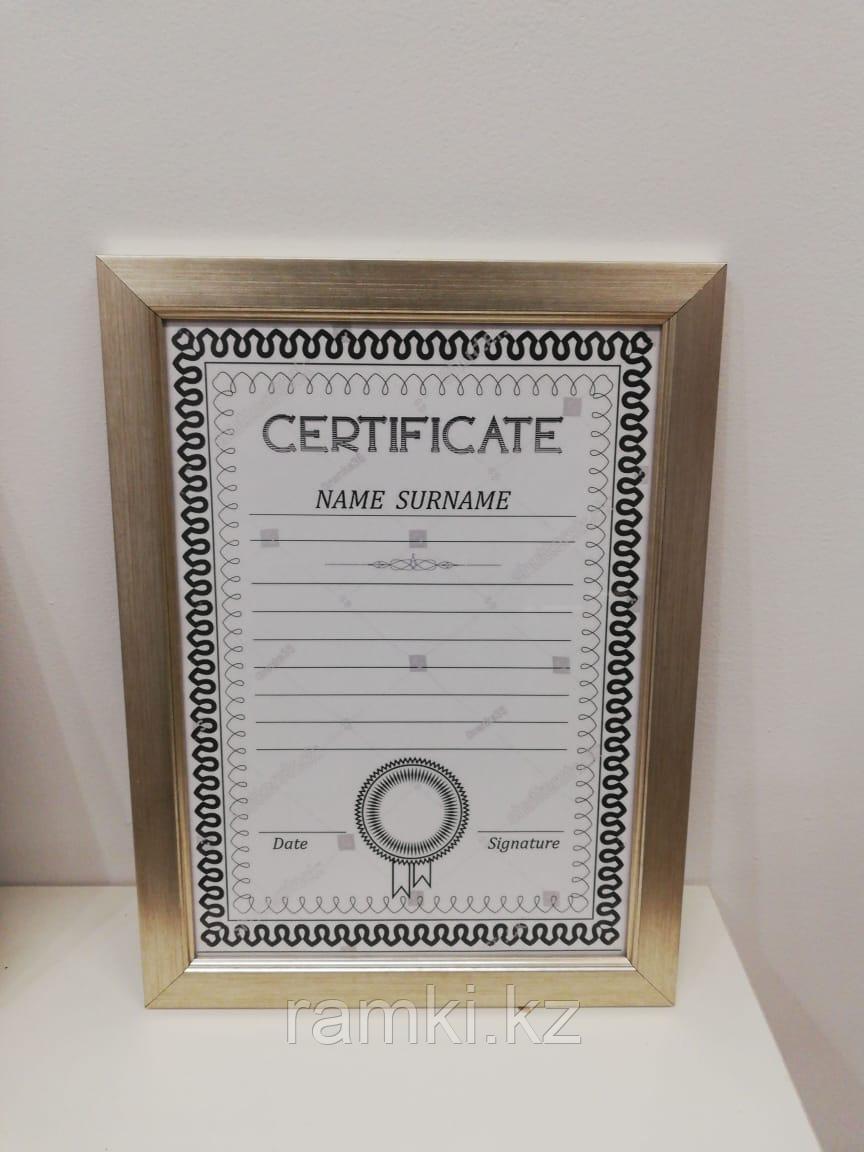 CERTIFICATE
NAME SURNAME
Date
Signature
ramki.kz